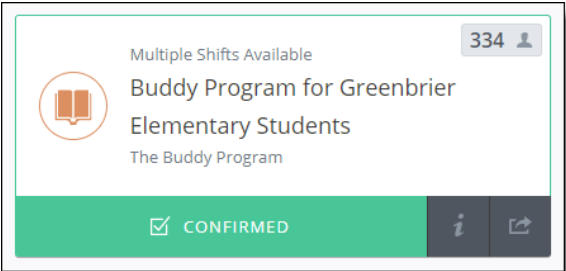 334
Multiple Shifts Available
Buddy Program for Greenbrier
Elementary Students
The Buddy Program
CONFIRMED
i